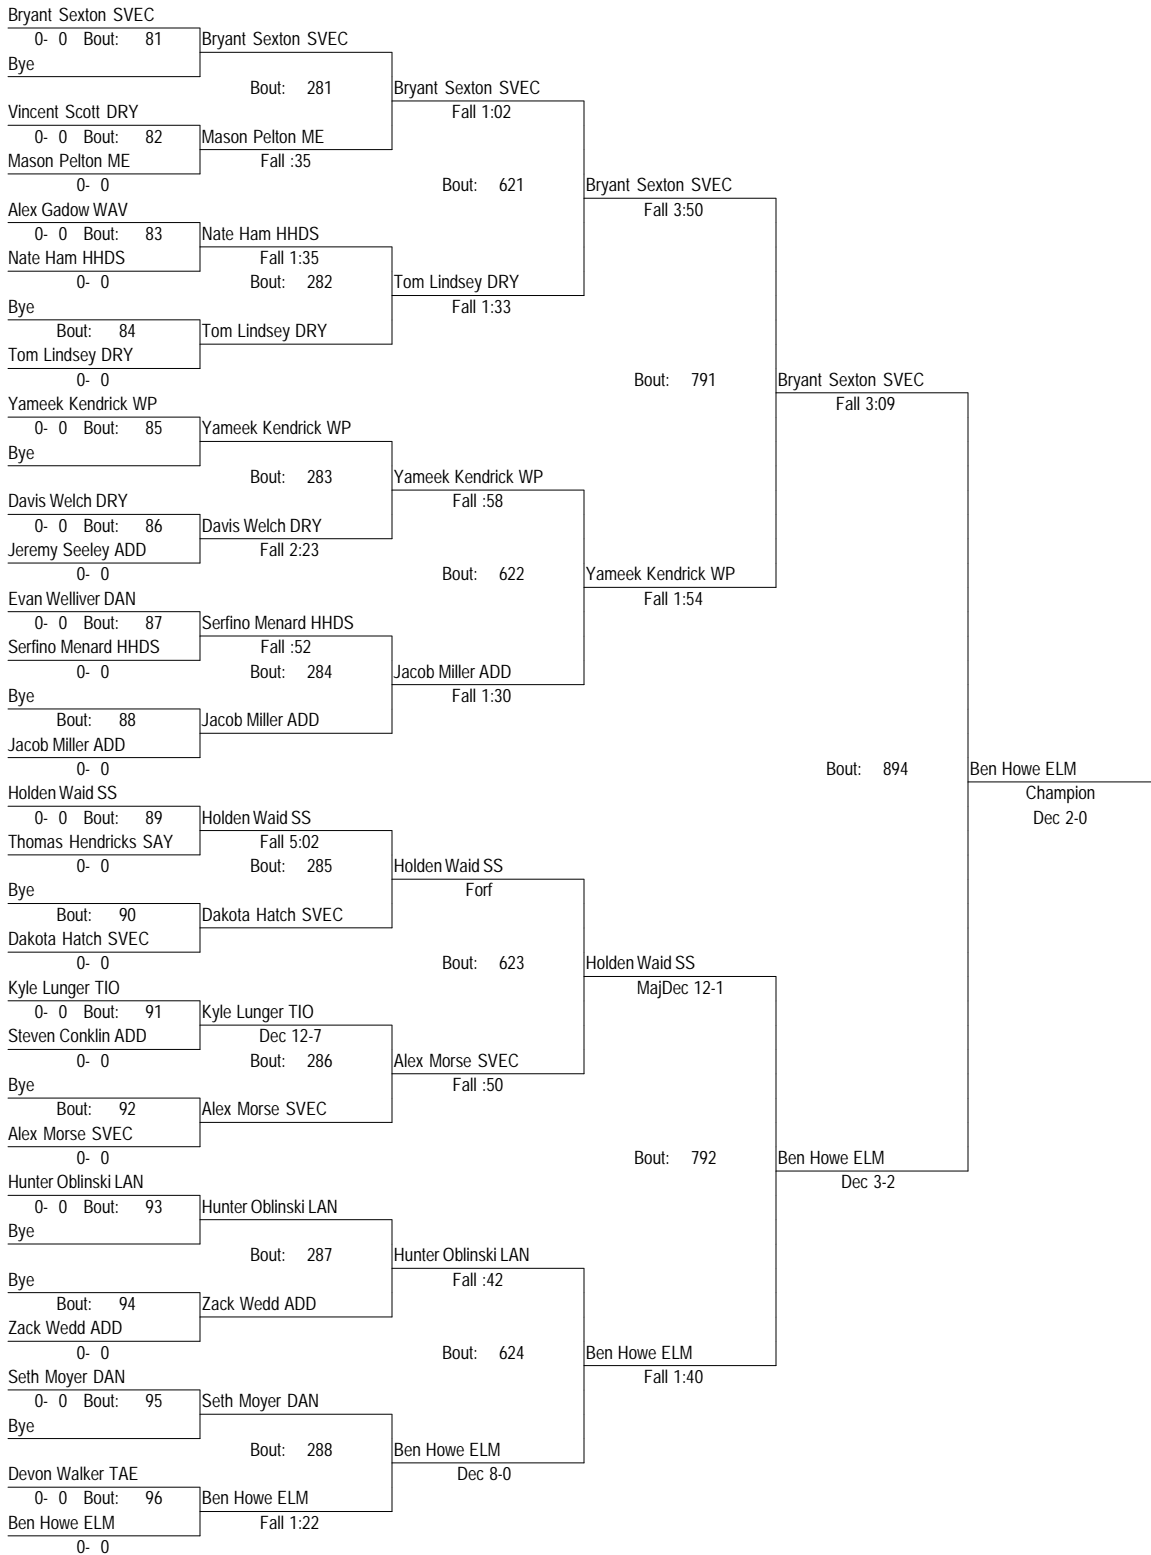 Bryant Sexton SVEC
0- 0 Bout: 81 Bryant Sexton SVEC
Bye
Bout: 281 Bryant Sexton SVEC
Vincent Scott DRY Fall 1:02
0- 0 Bout: 82 Mason Pelton ME
Mason Pelton ME Fall :35
0- 0 Bout: 621 Bryant Sexton SVEC
Alex Gadow WAV Fall 3:50
0- 0 Bout: 83 Nate Ham HHDS
Nate Ham HHDS Fall 1:35
0- 0 Bout: 282 Tom Lindsey DRY
Bye Fall 1:33
Bout: 84 Tom Lindsey DRY
Tom Lindsey DRY
0- 0 Bout: 791 Bryant Sexton SVEC
Yameek Kendrick WP Fall 3:09
0- 0 Bout: 85 Yameek Kendrick WP
Bye
Bout: 283 Yameek Kendrick WP
Davis Welch DRY Fall :58
0- 0 Bout: 86 Davis Welch DRY
Jeremy Seeley ADD Fall 2:23
0- 0 Bout: 622 Yameek Kendrick WP
Evan Welliver DAN Fall 1:54
0- 0 Bout: 87 Serfino Menard HHDS
Serfino Menard HHDS Fall :52
0- 0 Bout: 284 Jacob Miller ADD
Bye Fall 1:30
Bout: 88 Jacob Miller ADD
Jacob Miller ADD
0- 0 Bout: 894 Ben Howe ELM
Holden Waid SS Champion
0- 0 Bout: 89 Holden Waid SS Dec 2-0
Thomas Hendricks SAY Fall 5:02
0- 0 Bout: 285 Holden Waid SS
Bye Forf
Bout: 90 Dakota Hatch SVEC
Dakota Hatch SVEC
0- 0 Bout: 623 Holden Waid SS
Kyle Lunger TIO MajDec 12-1
0- 0 Bout: 91 Kyle Lunger TIO
Steven Conklin ADD Dec 12-7
0- 0 Bout: 286 Alex Morse SVEC
Bye Fall :50
Bout: 92 Alex Morse SVEC
Alex Morse SVEC
0- 0 Bout: 792 Ben Howe ELM
Hunter Oblinski LAN Dec 3-2
0- 0 Bout: 93 Hunter Oblinski LAN
Bye
Bout: 287 Hunter Oblinski LAN
Bye Fall :42
Bout: 94 Zack Wedd ADD
Zack Wedd ADD
0- 0 Bout: 624 Ben Howe ELM
Seth Moyer DAN Fall 1:40
0- 0 Bout: 95 Seth Moyer DAN
Bye
Bout: 288 Ben Howe ELM
Devon Walker TAE Dec 8-0
0- 0 Bout: 96 Ben Howe ELM
Ben Howe ELM Fall 1:22
0- 0